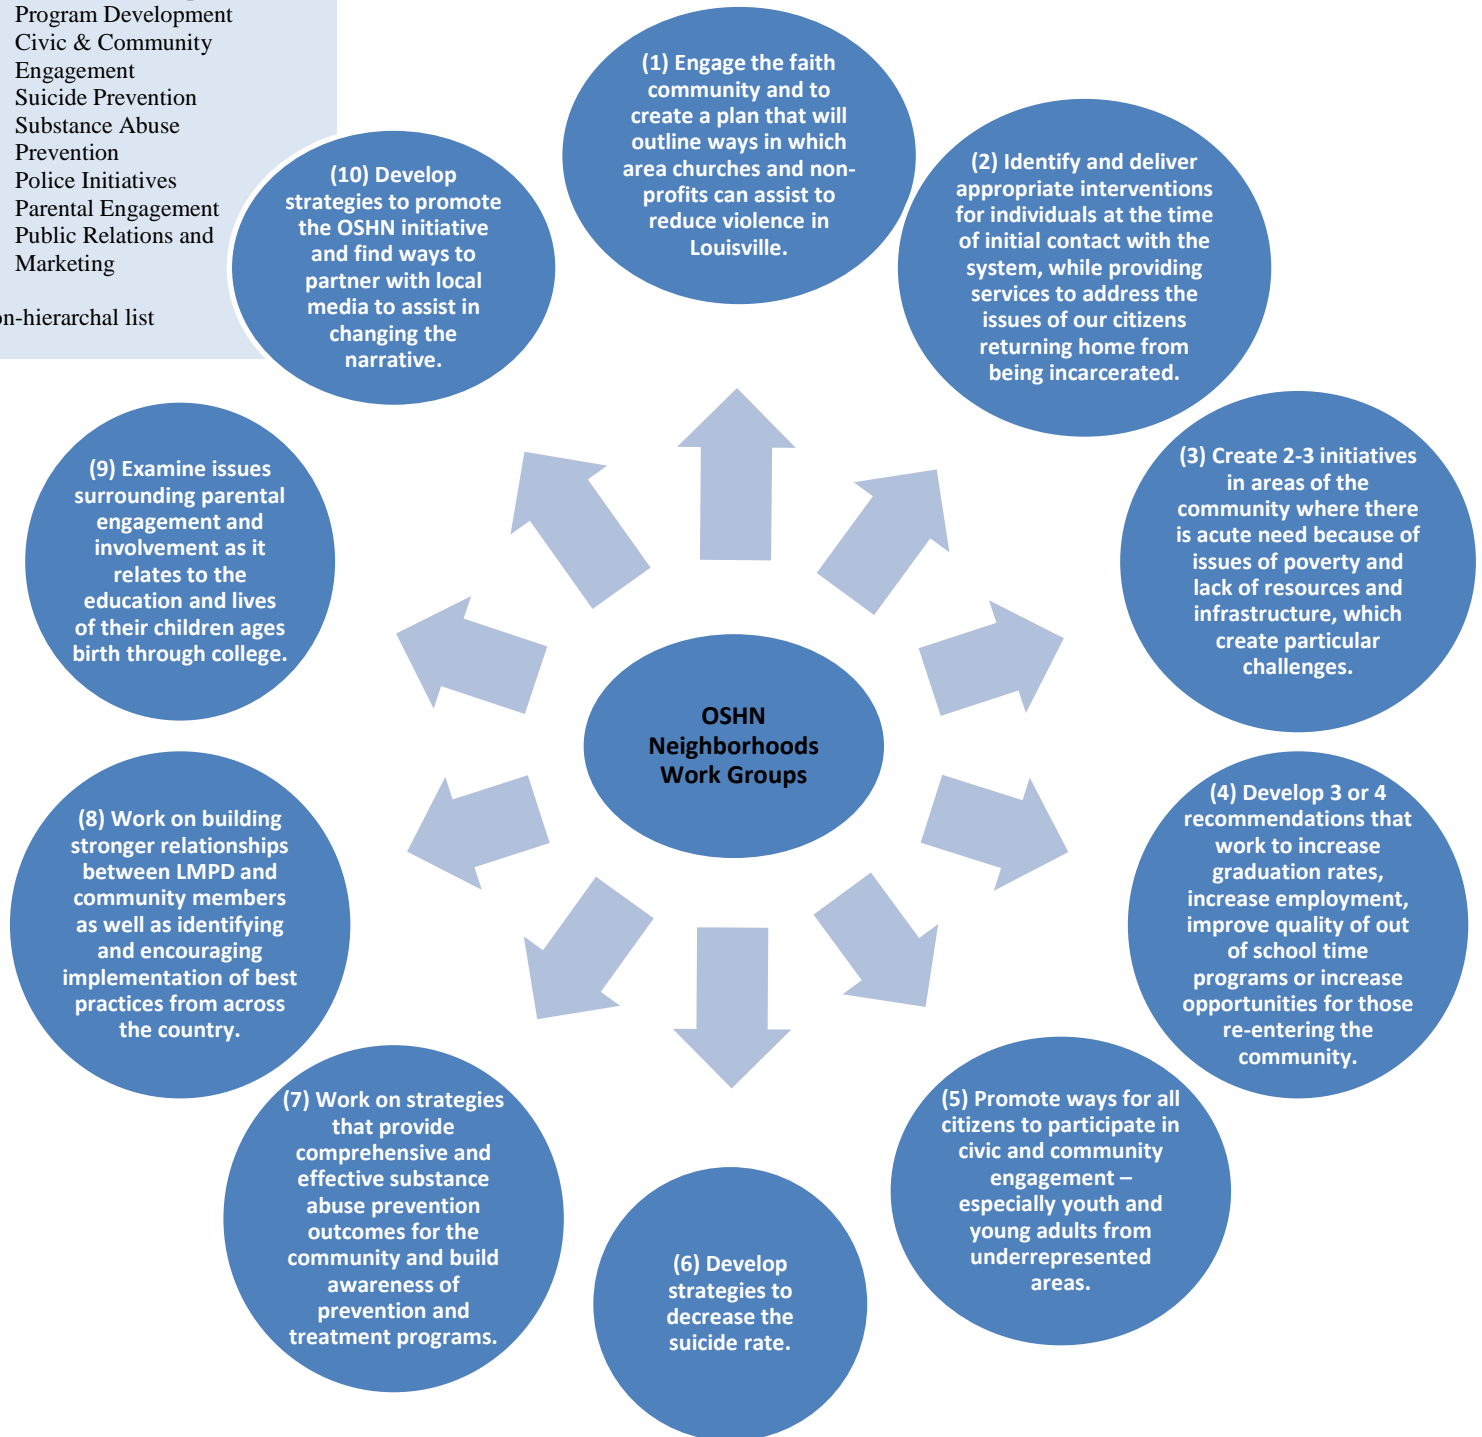 Program Development
Civic & Community
Engagement
Suicide Prevention
Substance Abuse
Prevention
Police Initiatives
Parental Engagement
Public Relations and
Marketing
on-hierarchal list
(1) Engage the faith
community and to
create a plan that will
outline ways in which
area churches and non-
profits can assist to
reduce violence in
Louisville.
(2) Identify and deliver
appropriate interventions
for individuals at the time
of initial contact with the
system, while providing
services to address the
issues of our citizens
returning home from
being incarcerated.
(3) Create 2-3 initiatives
in areas of the
community where there
is acute need because of
issues of poverty and
lack of resources and
infrastructure, which
create particular
challenges.
(4) Develop 3 or 4
recommendations that
work to increase
graduation rates,
increase employment,
improve quality of out
of school time
programs or increase
opportunities for those
re-entering the
community.
(5) Promote ways for all
citizens to participate in
civic and community
engagement –
especially youth and
young adults from
underrepresented
areas.
(6) Develop
strategies to
decrease the
suicide rate.
(7) Work on strategies
that provide
comprehensive and
effective substance
abuse prevention
outcomes for the
community and build
awareness of
prevention and
treatment programs.
(8) Work on building
stronger relationships
between LMPD and
community members
as well as identifying
and encouraging
implementation of best
practices from across
the country.
(9) Examine issues
surrounding parental
engagement and
involvement as it
relates to the
education and lives
of their children ages
birth through college.
(10) Develop
strategies to promote
the OSHN initiative
and find ways to
partner with local
media to assist in
changing the
narrative.
OSHN
Neighborhoods
Work Groups